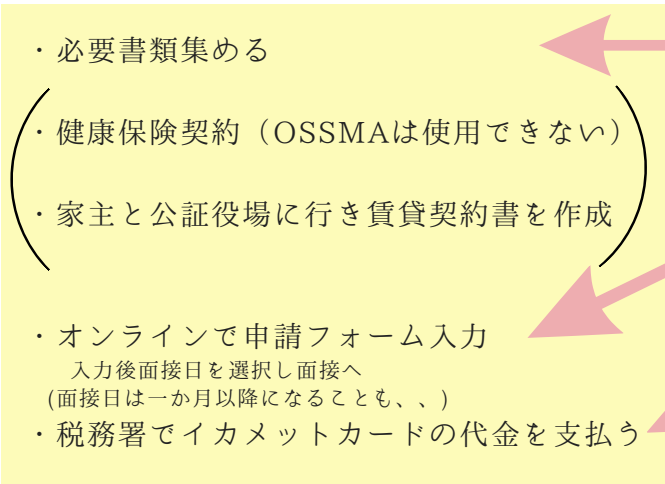 ・必要書類集める
・健康保険契約（OSSMAは使用できない）
・家主と公証役場に行き賃貸契約書を作成
・オンラインで申請フォーム入力
入力後面接日を選択し面接へ
(面接日は一か月以降になることも、、)
・税務署でイカメットカードの代金を支払う